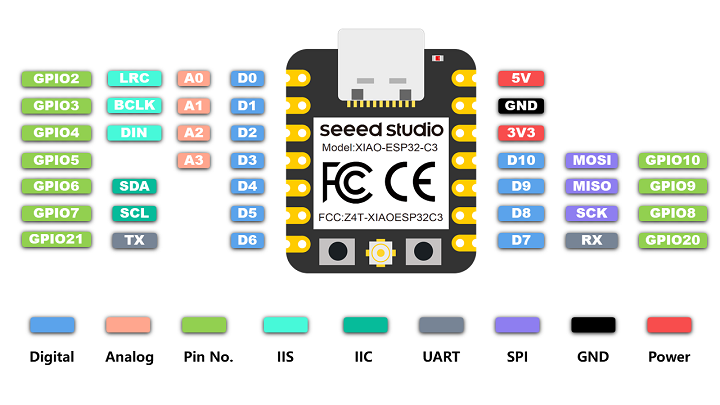 GPIO2 LRC A0 D0 5V
GPIO3 BCLK A1 D1 GND
GPIO4 DIN A2 D2 3V3
GPIO5 A3 D3 D10 MOSI GPIO10
GPIO6 SDA D4 D9 MISO GPIO9
GPIO7 SCL D5 D8 SCK GPIO8
GPIO21 TX D6 D7 RX GPIO20
seeed studio
Model:XIAO-ESP32-C3
FC CE
FCC:Z4T-XIAOESP32C3
Digital Analog Pin No. IIS IIC UART SPI GND Power